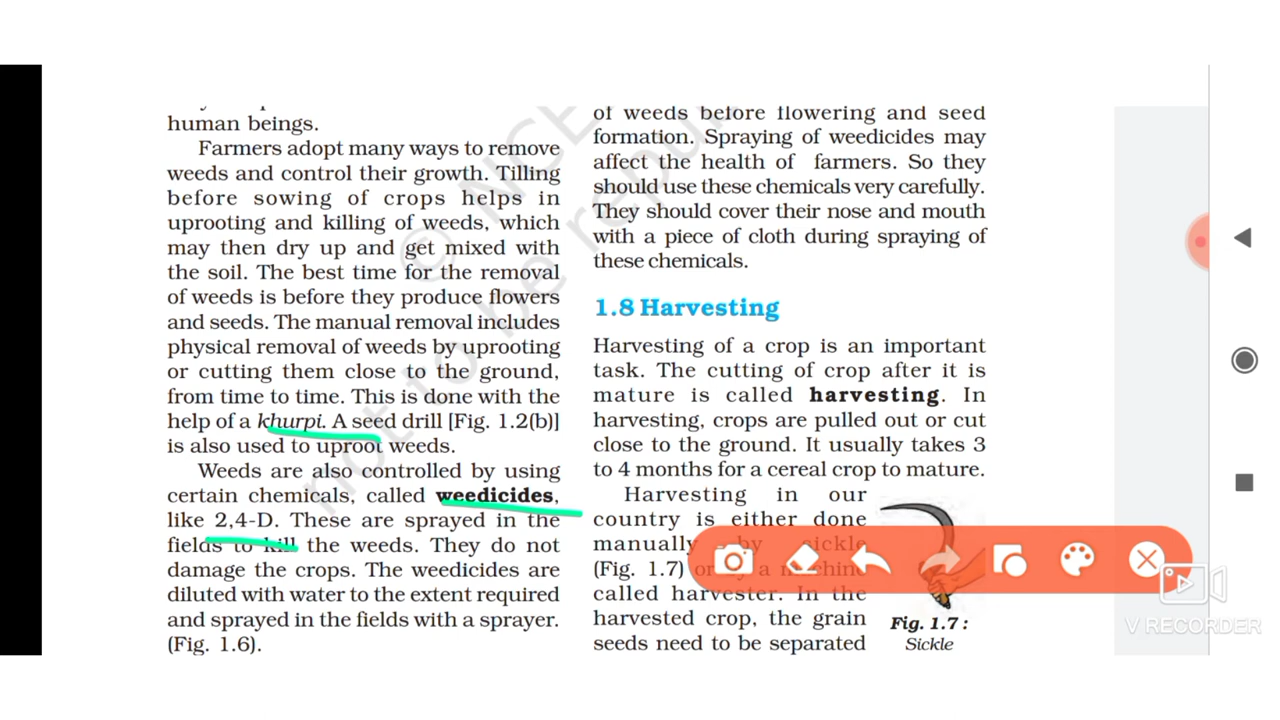 human beings.
Farmers adopt many ways to remove
weeds and control their growth. Tilling
before sowing of crops helps in
uprooting and killing of weeds, which
may then dry up and get mixed with
the soil. The best time for the removal
of weeds is before they produce flowers
and seeds. The manual removal includes
physical removal of weeds by uprooting
or cutting them close to the ground,
from time to time. This is done with the
help of a khurpi. A seed drill [Fig. 1.2(b)]
is also used to uproot weeds.
Weeds are also controlled by using
certain chemicals, called weedicides,
like 2,4-D. These are sprayed in the
fields to kill the weeds. They do not
damage the crops. The weedicides are
diluted with water to the extent required
and sprayed in the fields with a sprayer.
(Fig. 1.6).
of weeds before flowering and seed
formation. Spraying of weedicides may
affect the health of farmers. So they
should use these chemicals very carefully.
They should cover their nose and mouth
with a piece of cloth during spraying of
these chemicals.
1.8 Harvesting
Harvesting of a crop is an important
task. The cutting of crop after it is
mature is called harvesting. In
harvesting, crops are pulled out or cut
close to the ground. It usually takes 3
to 4 months for a cereal crop to mature.
Harvesting in our
country is either done
manually by sickle
(Fig. 1.7) or by a machine
called harvester. In the
harvested crop, the grain
seeds need to be separated
Fig. 1.7 :
Sickle
© NCE
not to be repu
V RECORDER